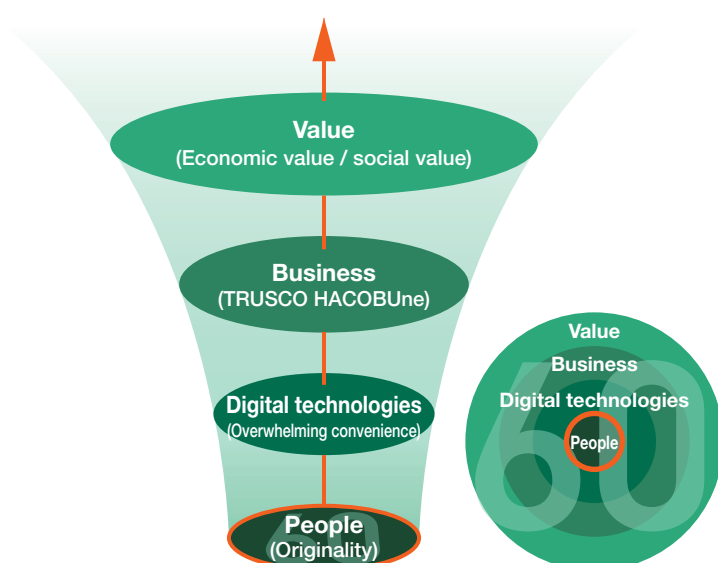 Value
(Economic value / social value)
Business
(TRUSCO HACOBUne)
Digital technologies
(Overwhelming convenience)
People
(Originality)
60
Value
Business
Digital technologies
People
60